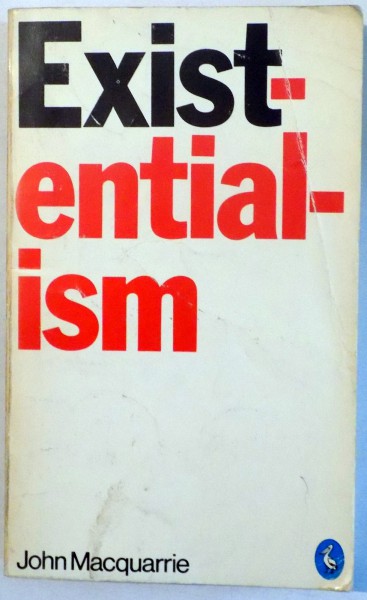 Exist-
ential-
ism
John Macquarrie